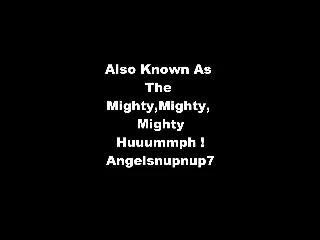 Also Known As
The
Mighty,Mighty,
Mighty
Huuummph !
Angelsnupnup7